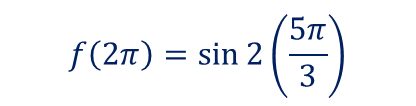 f(2π) = sin 2 (5π/3)